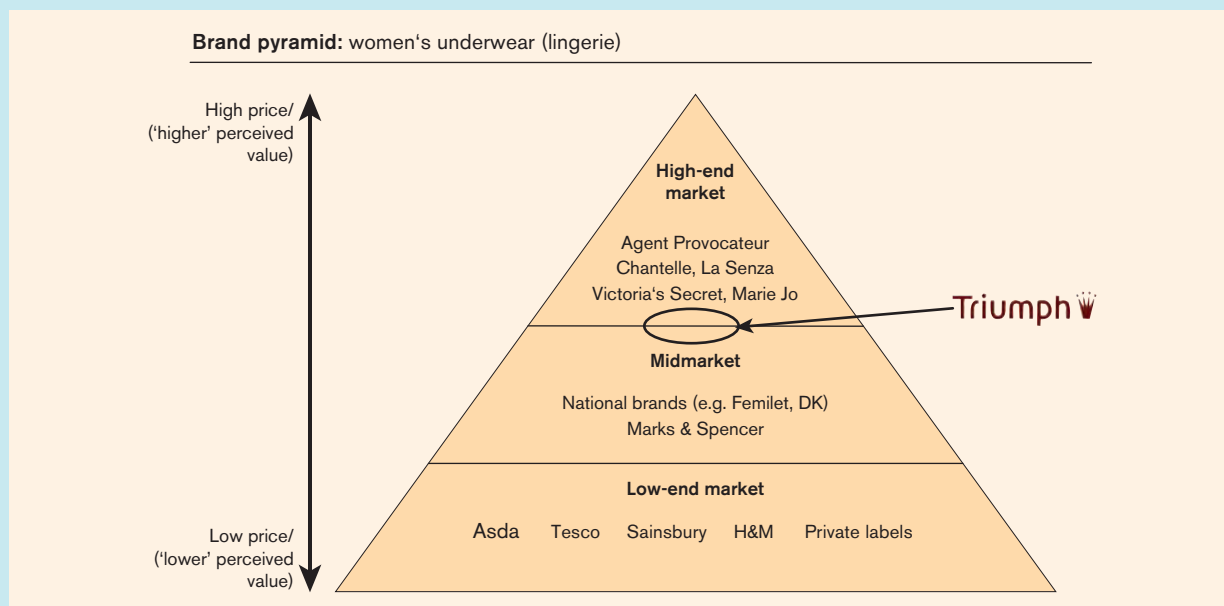 Brand pyramid: women‘s underwear (lingerie)
High price/
(‘higher’ perceived
value)
High-end
market
Agent Provocateur
Chantelle, La Senza
Victoria‘s Secret, Marie Jo
Triumph
Midmarket
National brands (e.g. Femilet, DK)
Marks & Spencer
Low-end market
Asda Tesco Sainsbury H&M Private labels
Low price/
(‘lower’ perceived
value)